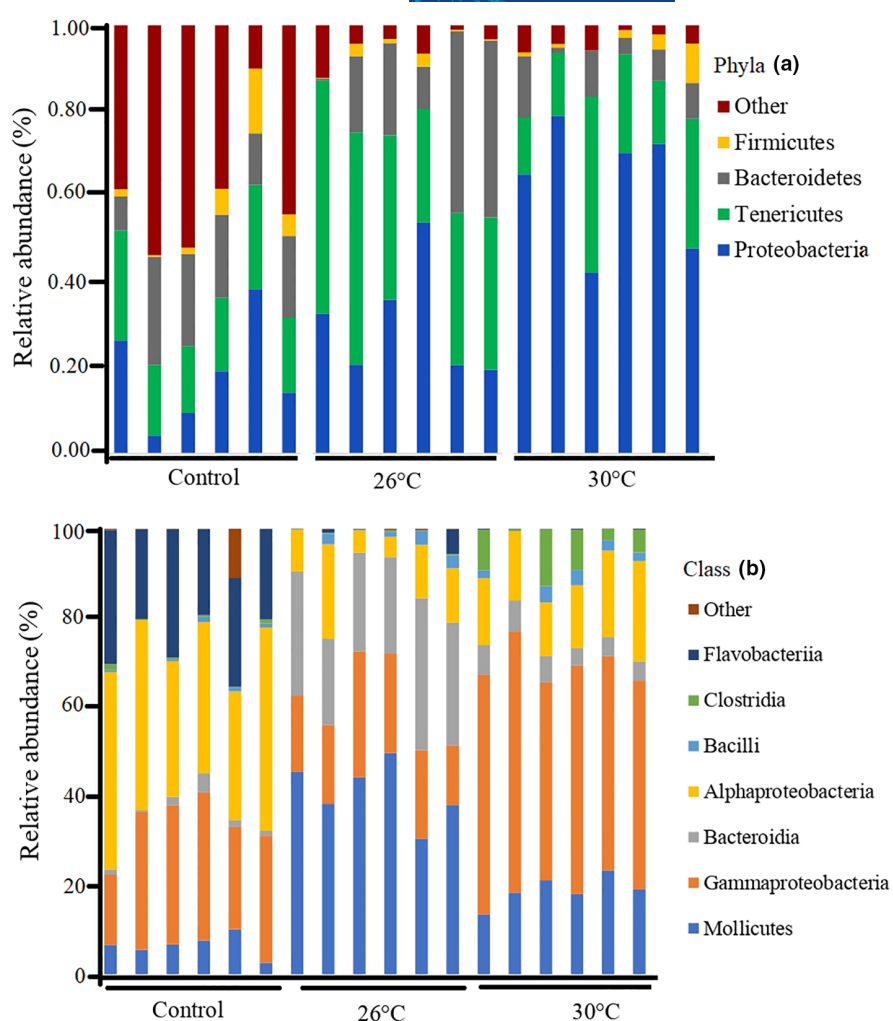 1.00
0.80
0.60
0.40
0.20
0.00
Relative abundance (%)
Control
26°C
30°C
Phyla (a)
Other
Firmicutes
Bacteroidetes
Tenericutes
Proteobacteria
100
80
60
40
20
0
Relative abundance (%)
Control
26°C
30°C
Class (b)
Other
Flavobacteriia
Clostridia
Bacilli
Alphaproteobacteria
Bacteroidia
Gammaproteobacteria
Mollicutes